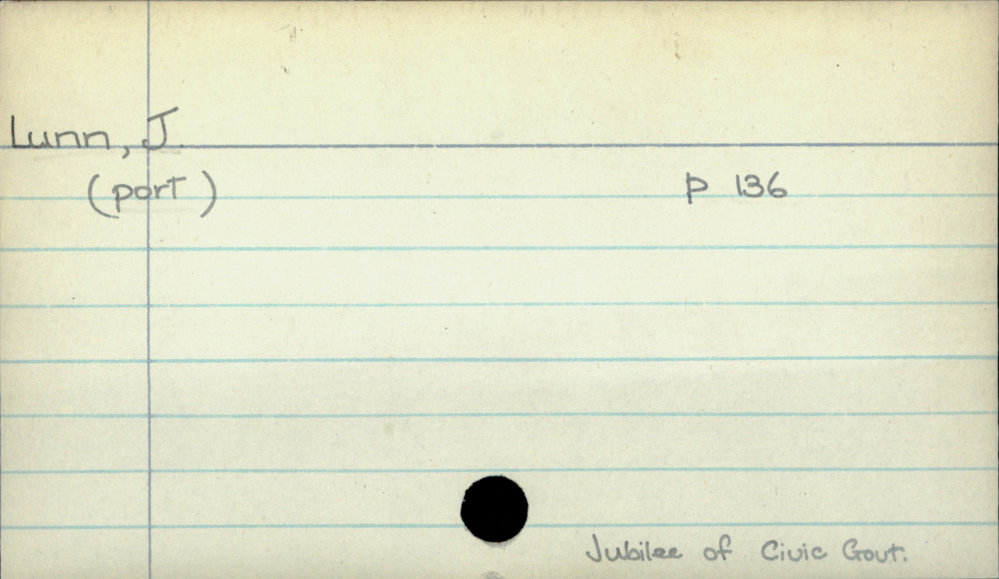 Lunn, J.
(port) p 136
Jubilee of Civic Govt.